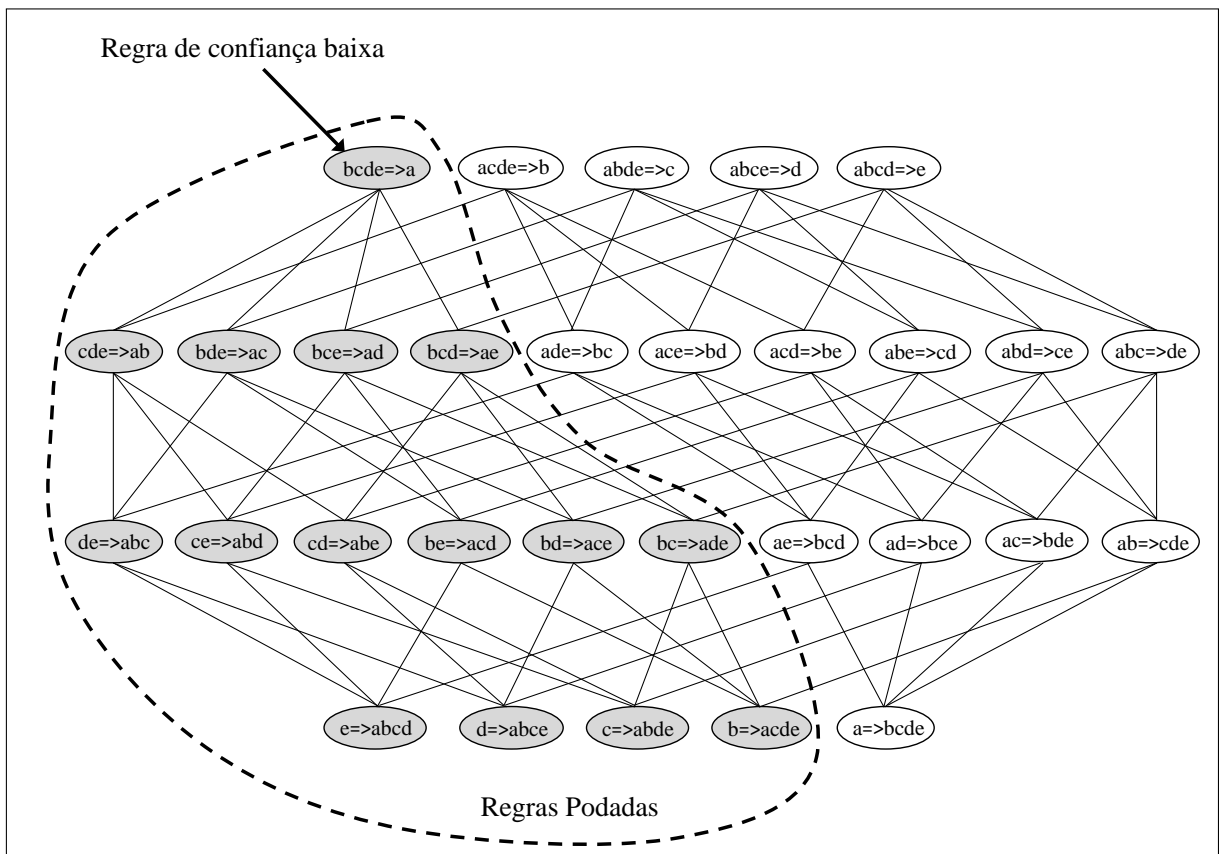 Regra de confiança baixa
bcde=>a acde=>b abde=>c abce=>d abcd=>e
cde=>ab bde=>ac bce=>ad bcd=>ae ade=>bc ace=>bd acd=>be abe=>cd abd=>ce abc=>de
de=>abc ce=>abd cd=>abe be=>acd bd=>ace bc=>ade ae=>bcd ad=>bce ac=>bde ab=>cde
e=>abcd d=>abce c=>abde b=>acde a=>bcde
Regras Podadas